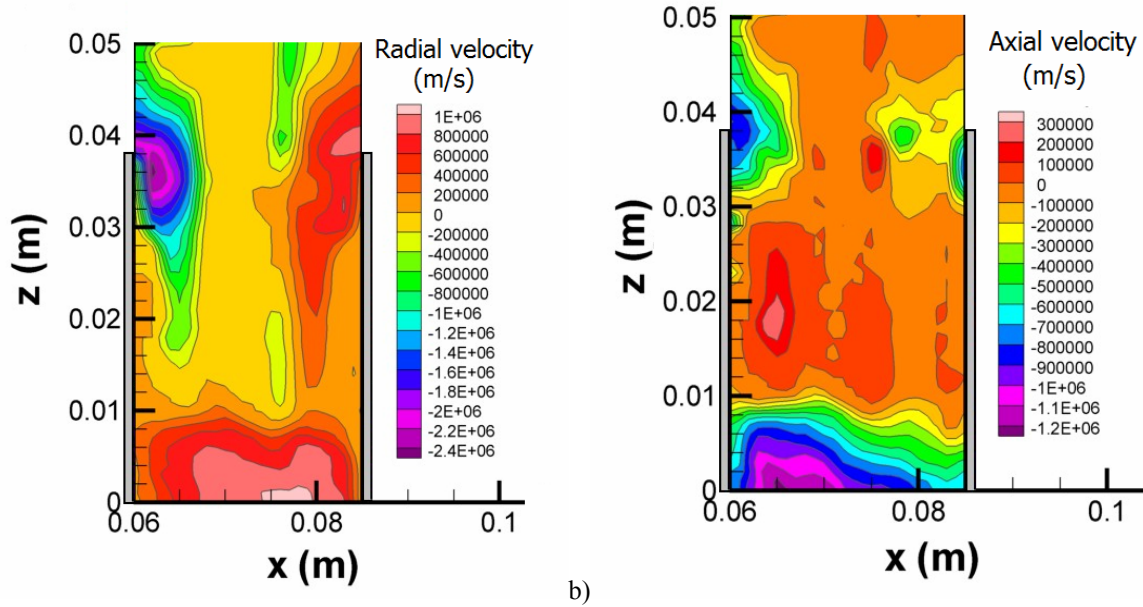 Radial velocity
(m/s)
1E+06
800000
600000
400000
200000
0
-200000
-400000
-600000
-800000
-1E+06
-1.2E+06
-1.4E+06
-1.6E+06
-1.8E+06
-2E+06
-2.2E+06
-2.4E+06
0.05
0.04
0.03
0.02
0.01
0
z (m)
0.06
0.08
0.1
x (m)
b)
Axial velocity
(m/s)
300000
200000
100000
0
-100000
-200000
-300000
-400000
-500000
-600000
-700000
-800000
-900000
-1E+06
-1.1E+06
-1.2E+06
0.05
0.04
0.03
0.02
0.01
0
z (m)
0.06
0.08
0.1
x (m)